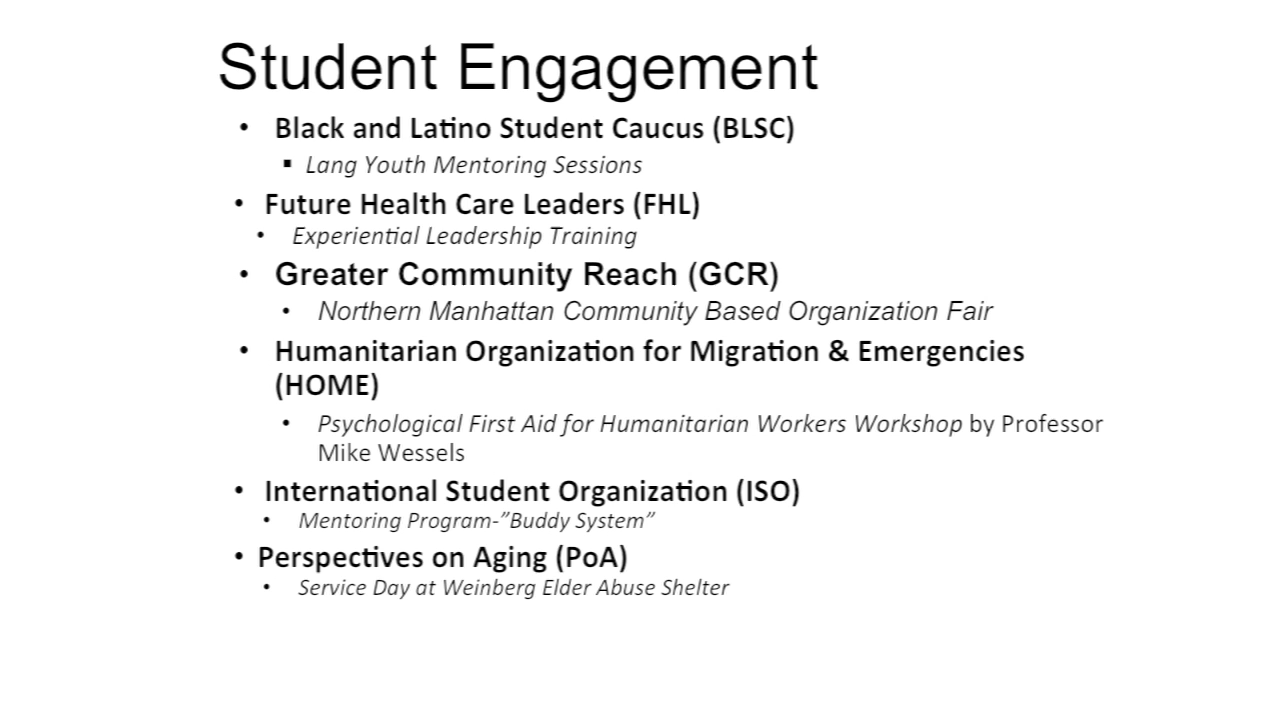 Student Engagement
• Black and Latino Student Caucus (BLSC)
▪ Lang Youth Mentoring Sessions
• Future Health Care Leaders (FHL)
• Experiential Leadership Training
• Greater Community Reach (GCR)
• Northern Manhattan Community Based Organization Fair
• Humanitarian Organization for Migration & Emergencies
(HOME)
• Psychological First Aid for Humanitarian Workers Workshop by Professor
Mike Wessels
• International Student Organization (ISO)
• Mentoring Program-”Buddy System”
• Perspectives on Aging (PoA)
• Service Day at Weinberg Elder Abuse Shelter